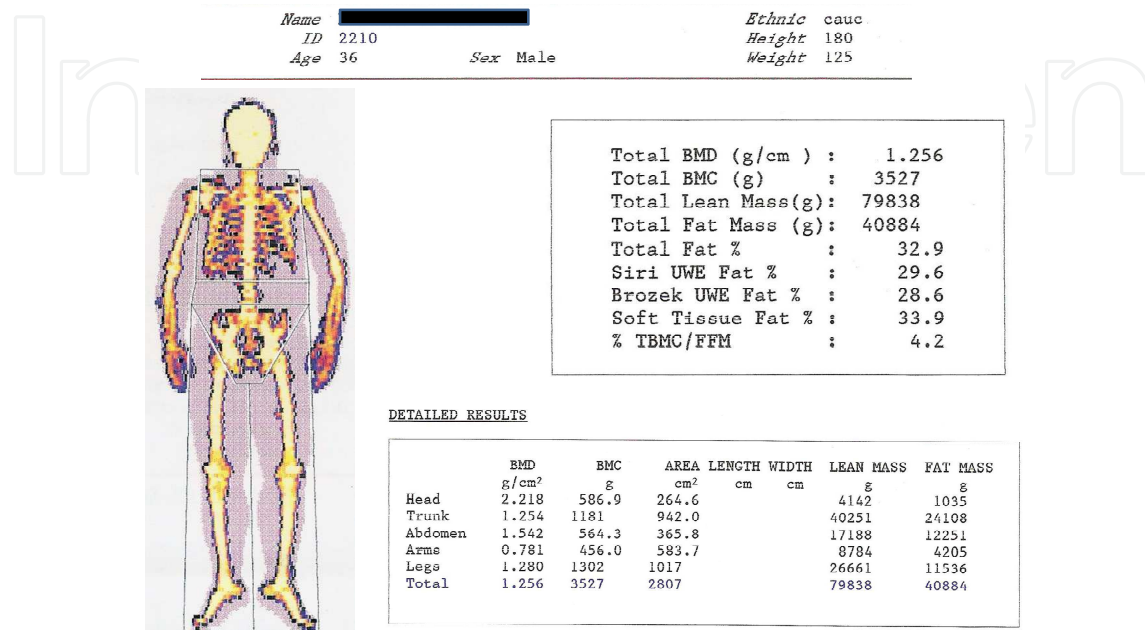 Name
ID 2210
Age 36 Sex Male
Ethnic cauc
Height 180
Weight 125
Total BMD (g/cm ) : 1.256
Total BMC (g) : 3527
Total Lean Mass(g): 79838
Total Fat Mass (g): 40884
Total Fat % : 32.9
Siri UWE Fat % : 29.6
Brozek UWE Fat % : 28.6
Soft Tissue Fat % : 33.9
% TBMC/FFM : 4.2
DETAILED RESULTS
BMD BMC AREA LENGTH WIDTH LEAN MASS FAT MASS
g/cm² g cm² cm cm g g
Head 2.218 586.9 264.6 4142 1035
Trunk 1.254 1181 942.0 40251 24108
Abdomen 1.542 564.3 365.8 17188 12251
Arms 0.781 456.0 583.7 8784 4205
Legs 1.280 1302 1017 26661 11536
Total 1.256 3527 2807 79838 40884